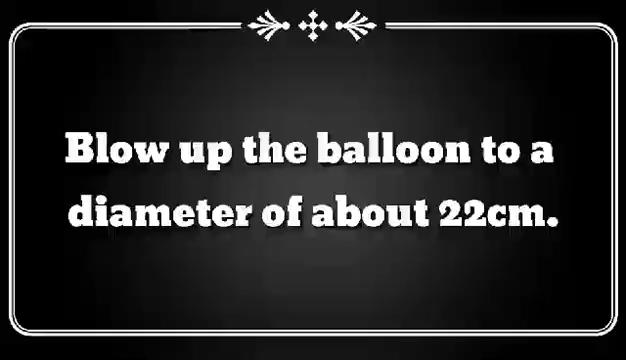 Blow up the balloon to a
diameter of about 22cm.